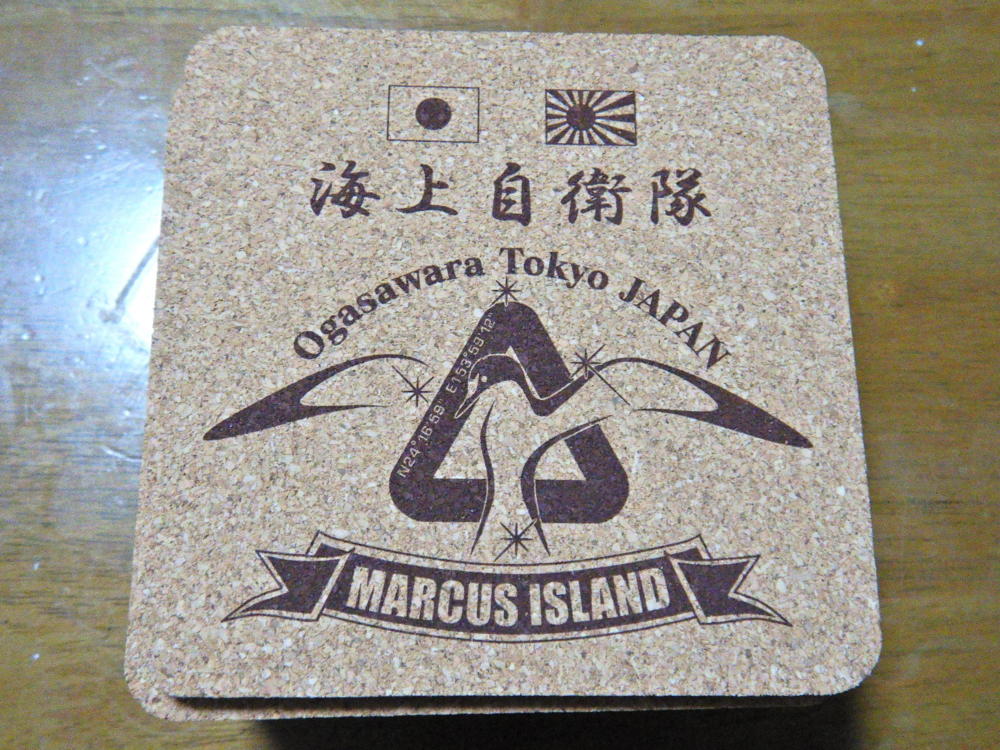 海上自衛隊
Ogasawara Tokyo JAPAN
N24°16'59" E153°59'12"
MARCUS ISLAND